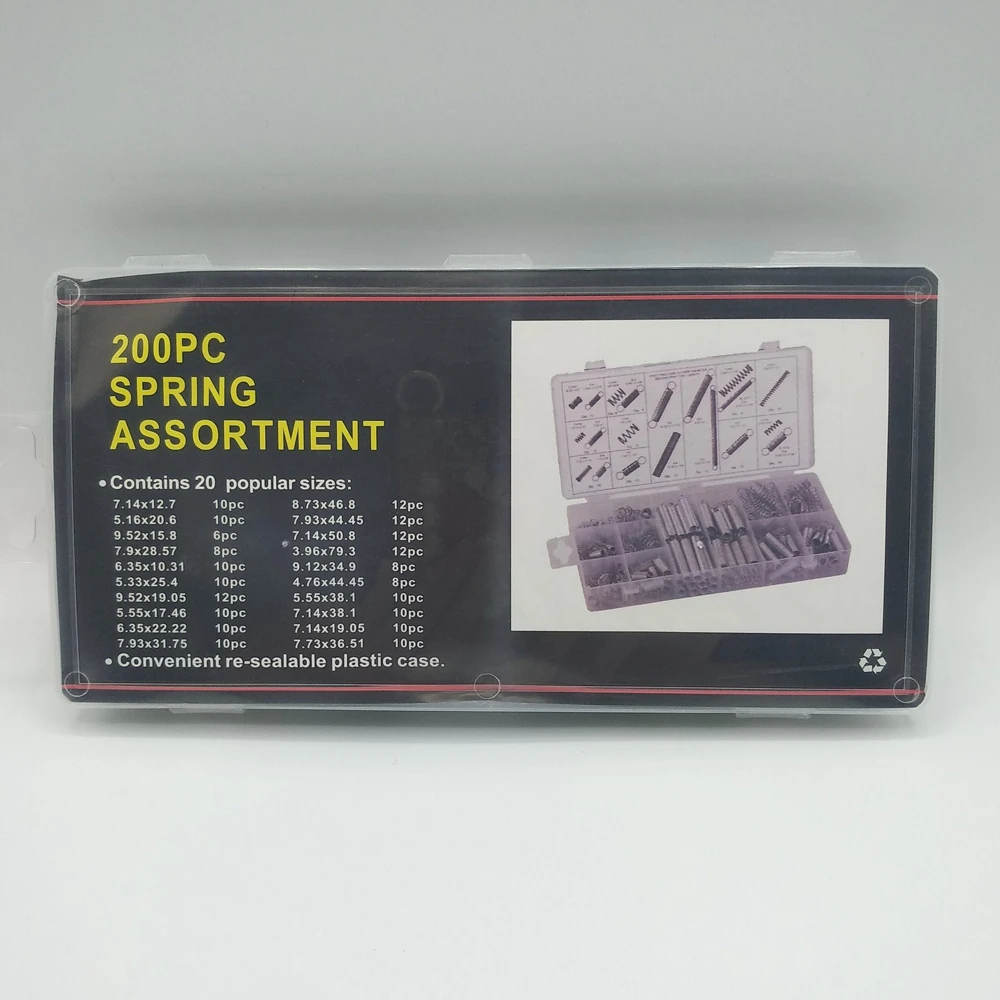 200PC
SPRING
ASSORTMENT
• Contains 20 popular sizes:
7.14x12.7 10pc 8.73x46.8 12pc
5.16x20.6 10pc 7.93x44.45 12pc
9.52x15.8 6pc 7.14x50.8 12pc
7.9x28.57 8pc 3.96x79.3 12pc
6.35x10.31 10pc 9.12x34.9 8pc
5.33x25.4 10pc 4.76x44.45 8pc
9.52x19.05 12pc 5.55x38.1 10pc
5.55x17.46 10pc 7.14x38.1 10pc
6.35x22.22 10pc 7.14x19.05 10pc
7.93x31.75 10pc 7.73x36.51 10pc
• Convenient re-sealable plastic case.